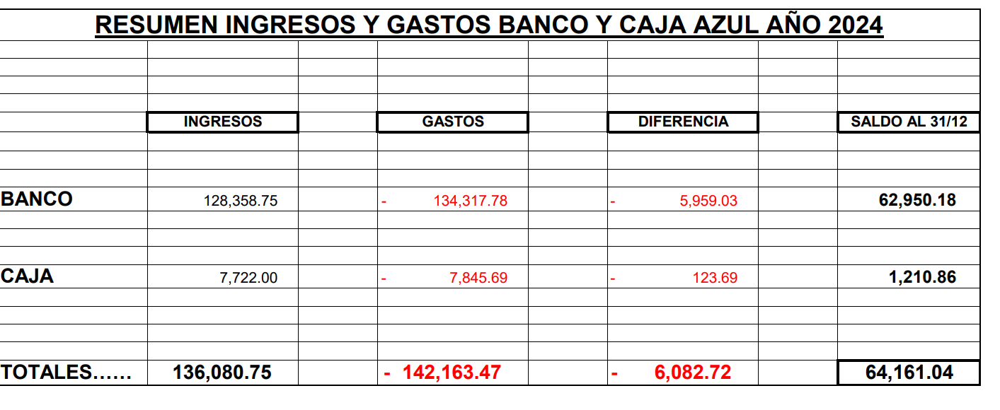 RESUMEN INGRESOS Y GASTOS BANCO Y CAJA AZUL AÑO 2024
INGRESOS GASTOS DIFERENCIA SALDO AL 31/12
BANCO 128,358.75 - 134,317.78 - 5,959.03 62,950.18
CAJA 7,722.00 - 7,845.69 - 123.69 1,210.86
TOTALES...... 136,080.75 - 142,163.47 - 6,082.72 64,161.04